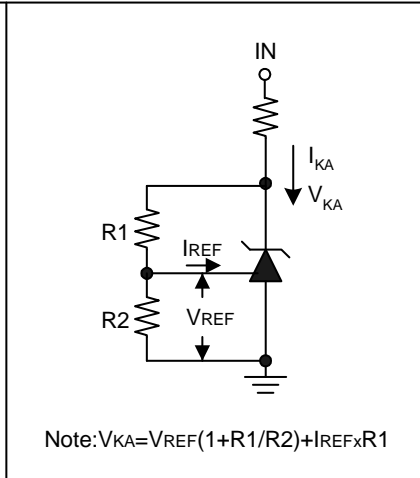 IN
IKA
VKA
R1
IREF
R2
VREF
Note:VKA=VREF(1+R1/R2)+IREFxR1